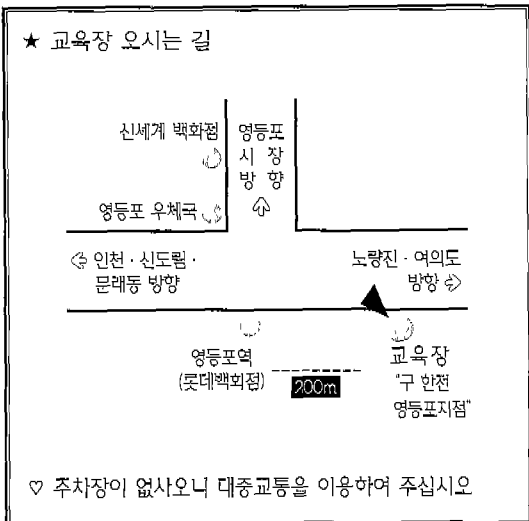 ★ 교육장 오시는 길
신세계 백화점
영등포
시 장
방 향
영등포 우체국
인천 · 신도림 ·
문래동 방향
노량진 · 여의도
방향
영등포역
(롯데백화점)
200m
교육장
"구 한전
영등포지점"
♡ 주차장이 없사오니 대중교통을 이용하여 주십시오